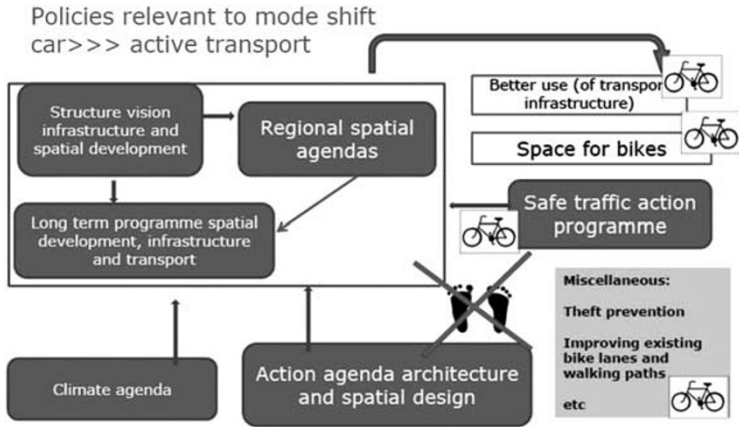 Policies relevant to mode shift
car>>> active transport
Structure vision
infrastructure and
spatial development
Regional spatial
agendas
Long term programme spatial
development, infrastructure
and transport
Better use (of transport
infrastructure)
Space for bikes
Safe traffic action
programme
Climate agenda
Action agenda architecture
and spatial design
Miscellaneous:
Theft prevention
Improving existing
bike lanes and
walking paths
etc